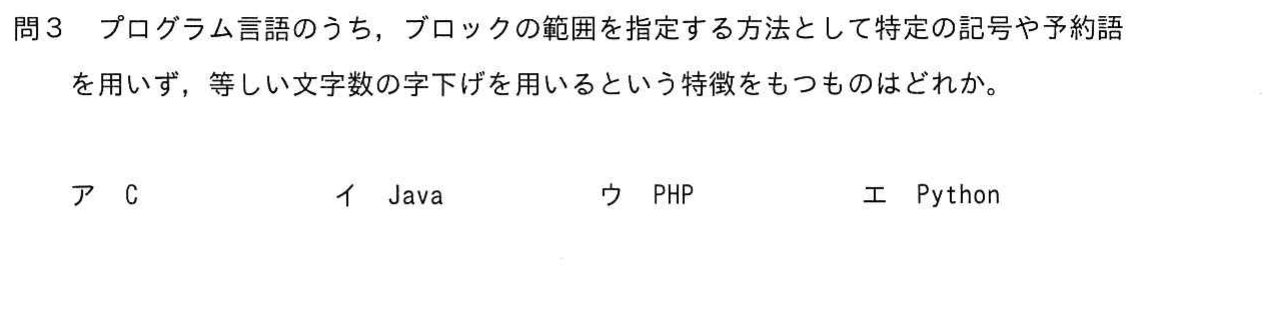 問３　プログラム言語のうち，ブロックの範囲を指定する方法として特定の記号や予約語
を用いず，等しい文字数の字下げを用いるという特徴をもつものはどれか。
ア　C　　イ　Java　　ウ　PHP　　エ　Python